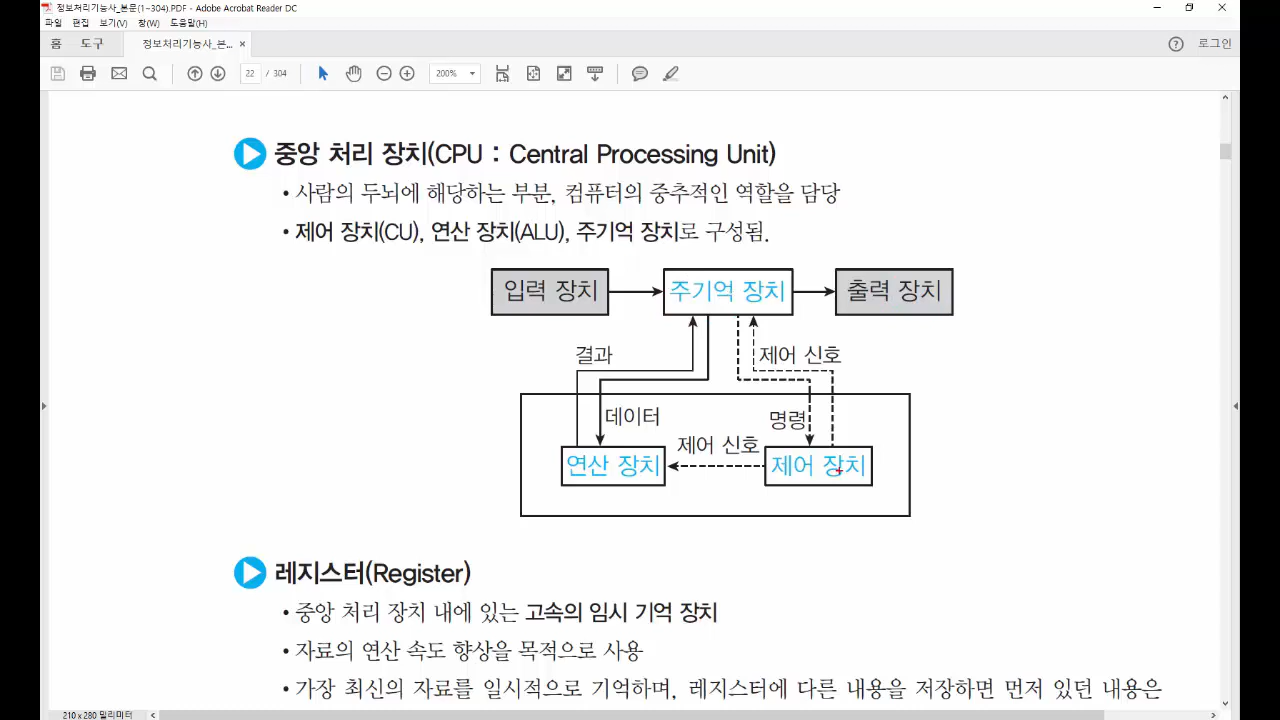 정보처리기능사_본문(1~304).PDF - Adobe Acrobat Reader DC
파일 편집 보기(V) 창(W) 도움말(H)
홈 도구 정보처리기능사_본... × 로그인
22 / 304 200%
중앙 처리 장치(CPU : Central Processing Unit)
• 사람의 두뇌에 해당하는 부분, 컴퓨터의 중추적인 역할을 담당
• 제어 장치(CU), 연산 장치(ALU), 주기억 장치로 구성됨.
입력 장치 주기억 장치 출력 장치
결과 제어 신호
데이터 명령
제어 신호
연산 장치 제어 장치
레지스터(Register)
• 중앙 처리 장치 내에 있는 고속의 임시 기억 장치
• 자료의 연산 속도 향상을 목적으로 사용
• 가장 최신의 자료를 일시적으로 기억하며, 레지스터에 다른 내용을 저장하면 먼저 있던 내용은
210 x 280 밀리미터